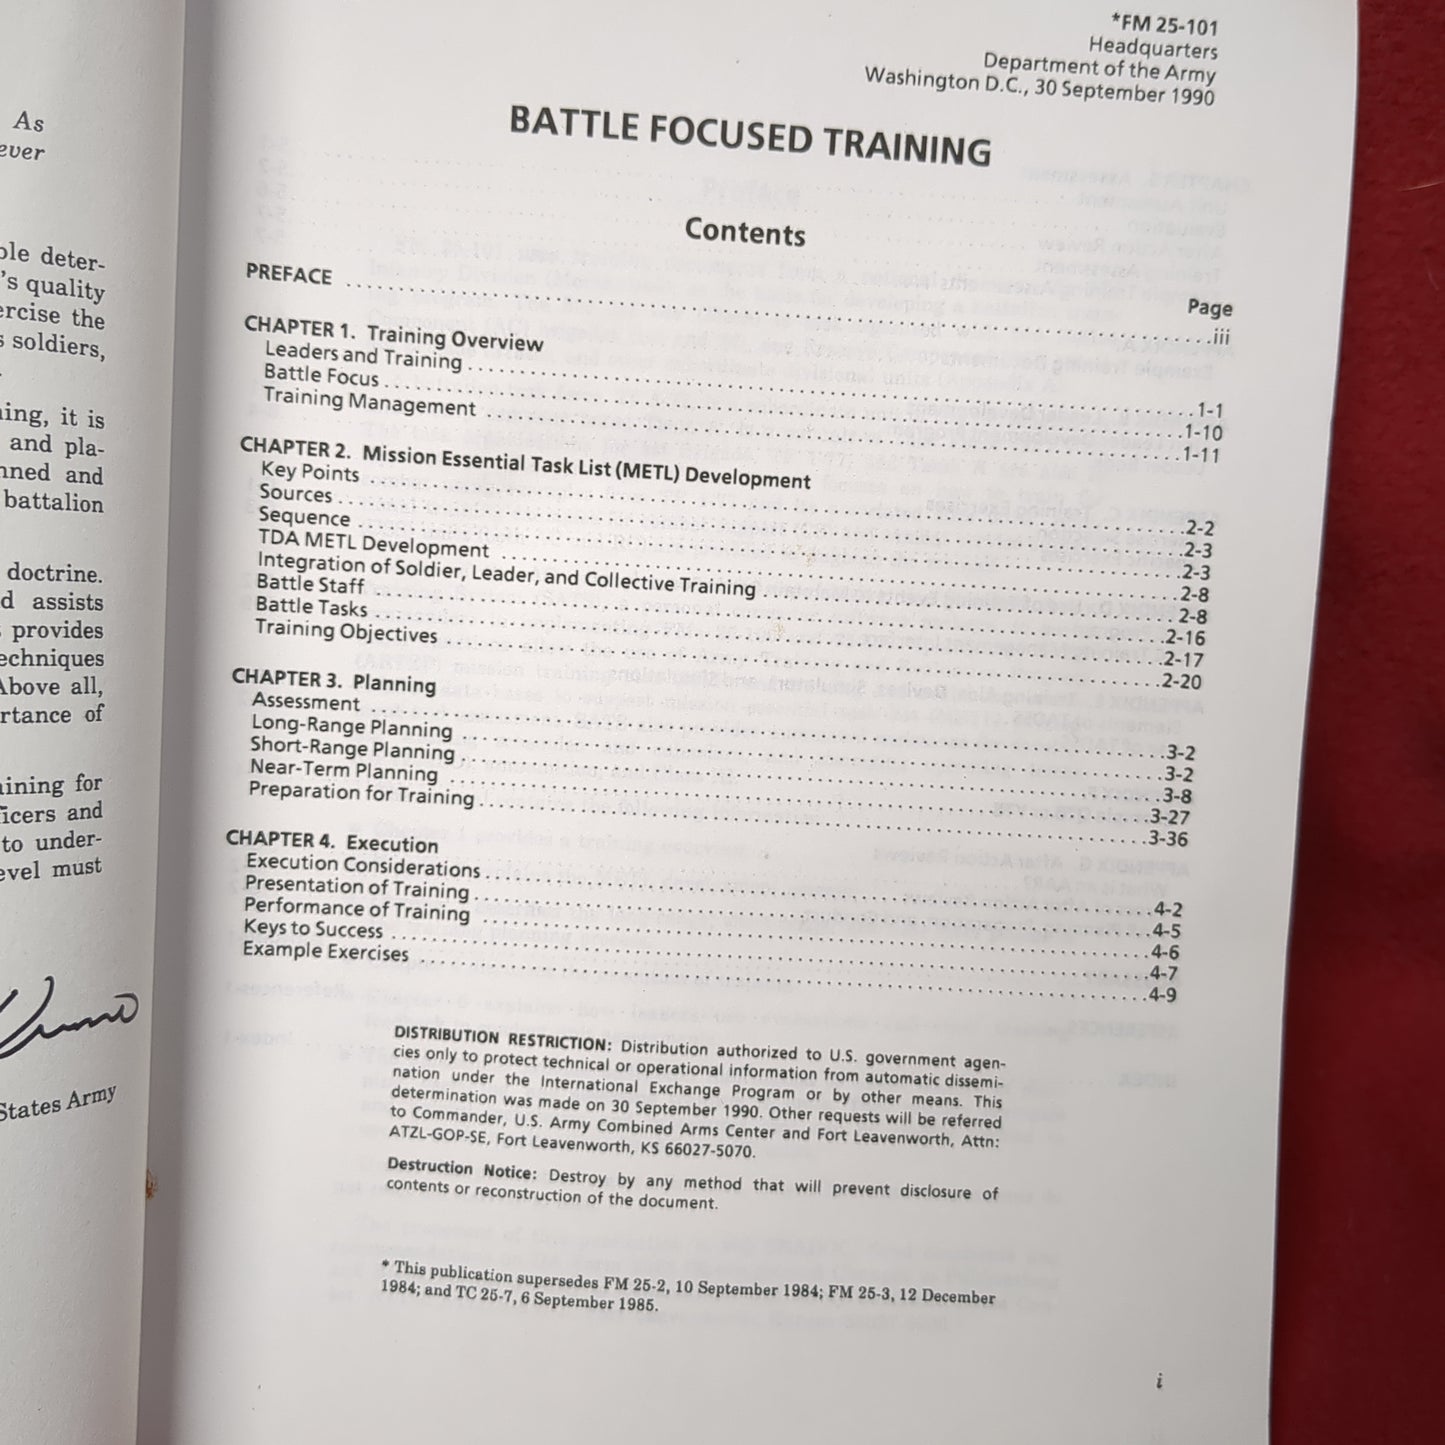 As
ever
ple deter-
's quality
ercise the
s soldiers,
ning, it is
and pla-
nned and
battalion
doctrine.
d assists
provides
echniques
Above all,
rtance of
ining for
ficers and
to under-
evel must
States Army
*FM 25-101
Headquarters
Department of the Army
Washington D.C., 30 September 1990
BATTLE FOCUSED TRAINING
Contents
Page
PREFACE ........ iii
CHAPTER 1. Training Overview
Leaders and Training ........ 1-1
Battle Focus ........ 1-10
Training Management ........ 1-11
CHAPTER 2. Mission Essential Task List (METL) Development
Key Points ........ 2-2
Sources ........ 2-3
Sequence ........ 2-3
TDA METL Development ........ 2-8
Integration of Soldier, Leader, and Collective Training ........ 2-8
Battle Staff ........ 2-16
Battle Tasks ........ 2-17
Training Objectives ........ 2-20
CHAPTER 3. Planning
Assessment ........ 3-2
Long-Range Planning ........ 3-2
Short-Range Planning ........ 3-8
Near-Term Planning ........ 3-27
Preparation for Training ........ 3-36
CHAPTER 4. Execution
Execution Considerations ........ 4-2
Presentation of Training ........ 4-5
Performance of Training ........ 4-6
Keys to Success ........ 4-7
Example Exercises ........ 4-9
DISTRIBUTION RESTRICTION: Distribution authorized to U.S. government agen-
cies only to protect technical or operational information from automatic dissemi-
nation under the International Exchange Program or by other means. This
determination was made on 30 September 1990. Other requests will be referred
to Commander, U.S. Army Combined Arms Center and Fort Leavenworth, Attn:
ATZL-GOP-SE, Fort Leavenworth, KS 66027-5070.
Destruction Notice: Destroy by any method that will prevent disclosure of
contents or reconstruction of the document.
* This publication supersedes FM 25-2, 10 September 1984; FM 25-3, 12 December
1984; and TC 25-7, 6 September 1985.
i